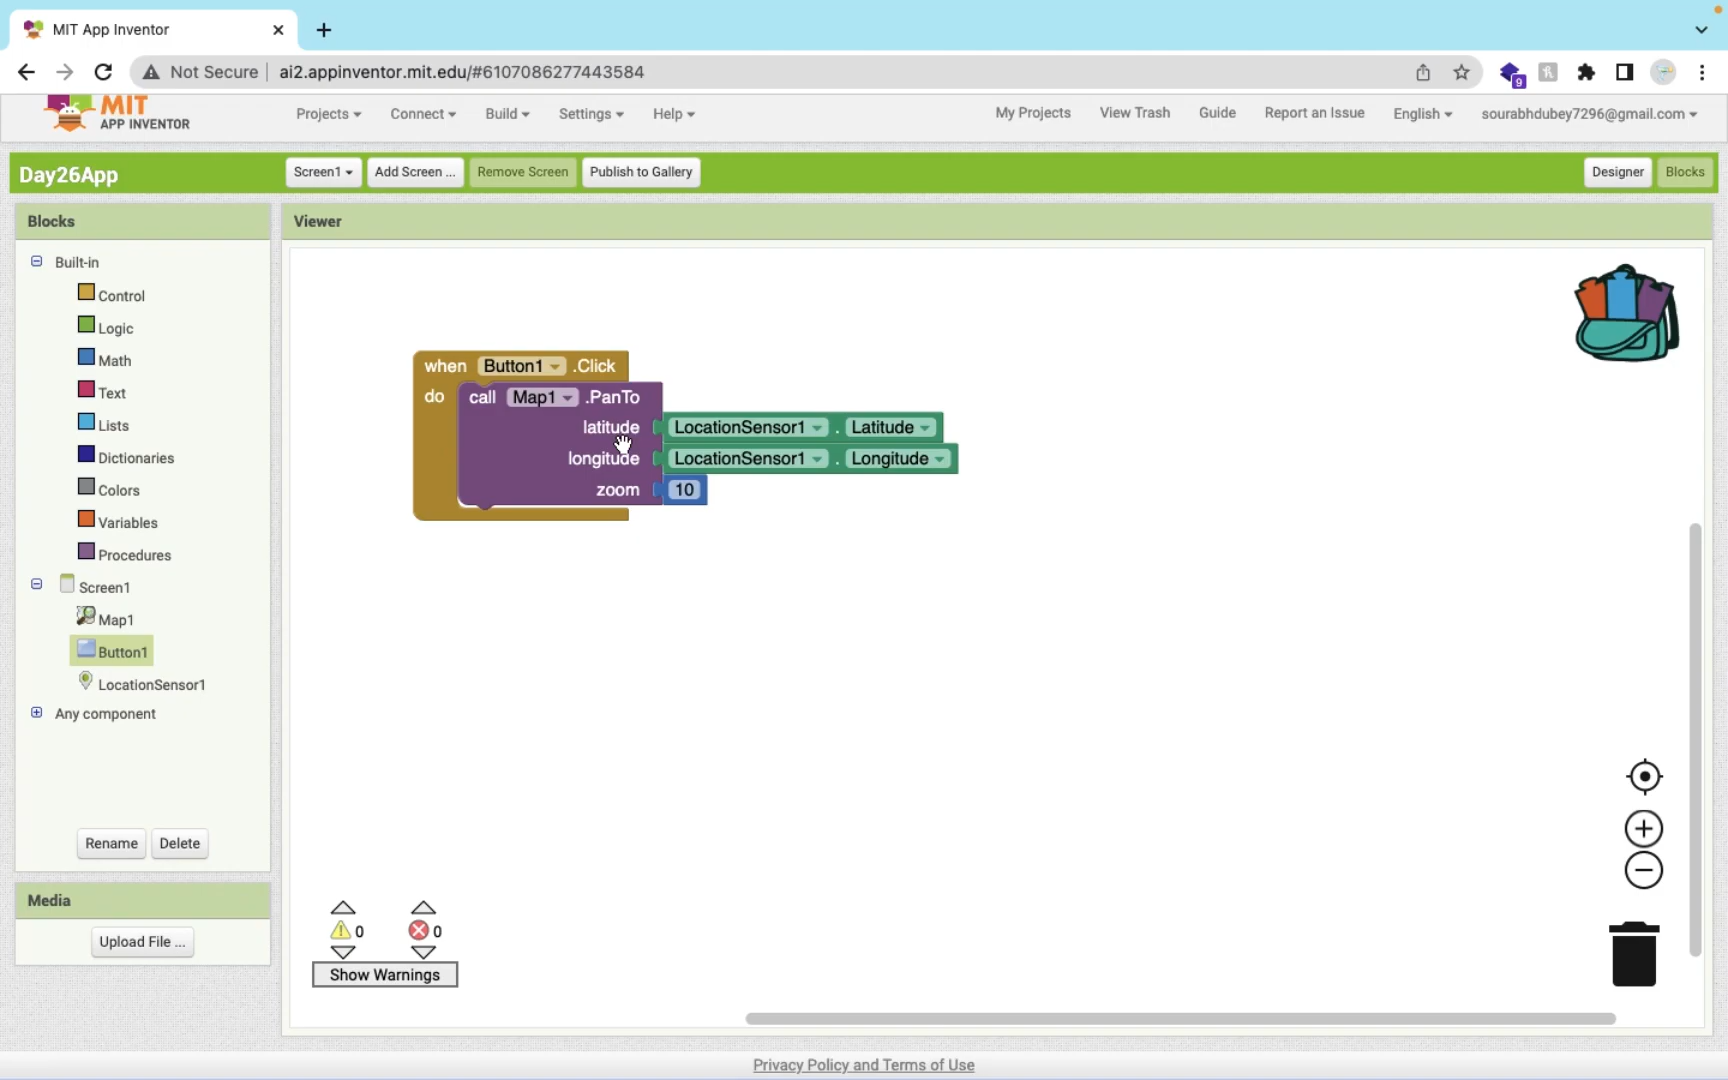 MIT App Inventor
Not Secure
ai2.appinventor.mit.edu/#6107086277443584
9
MIT
APP INVENTOR
Projects
Connect
Build
Settings
Help
My Projects
View Trash
Guide
Report an Issue
English
sourabhdubey7296@gmail.com
Day26App
Screen1
Add Screen ...
Remove Screen
Publish to Gallery
Designer
Blocks
Blocks
Built-in
Control
Logic
Math
Text
Lists
Dictionaries
Colors
Variables
Procedures
Screen1
Map1
Button1
LocationSensor1
Any component
Rename
Delete
Media
Upload File ...
Viewer
when Button1 .Click
do call Map1 .PanTo
latitude LocationSensor1 . Latitude
longitude LocationSensor1 . Longitude
zoom 10
0
0
Show Warnings
Privacy Policy and Terms of Use